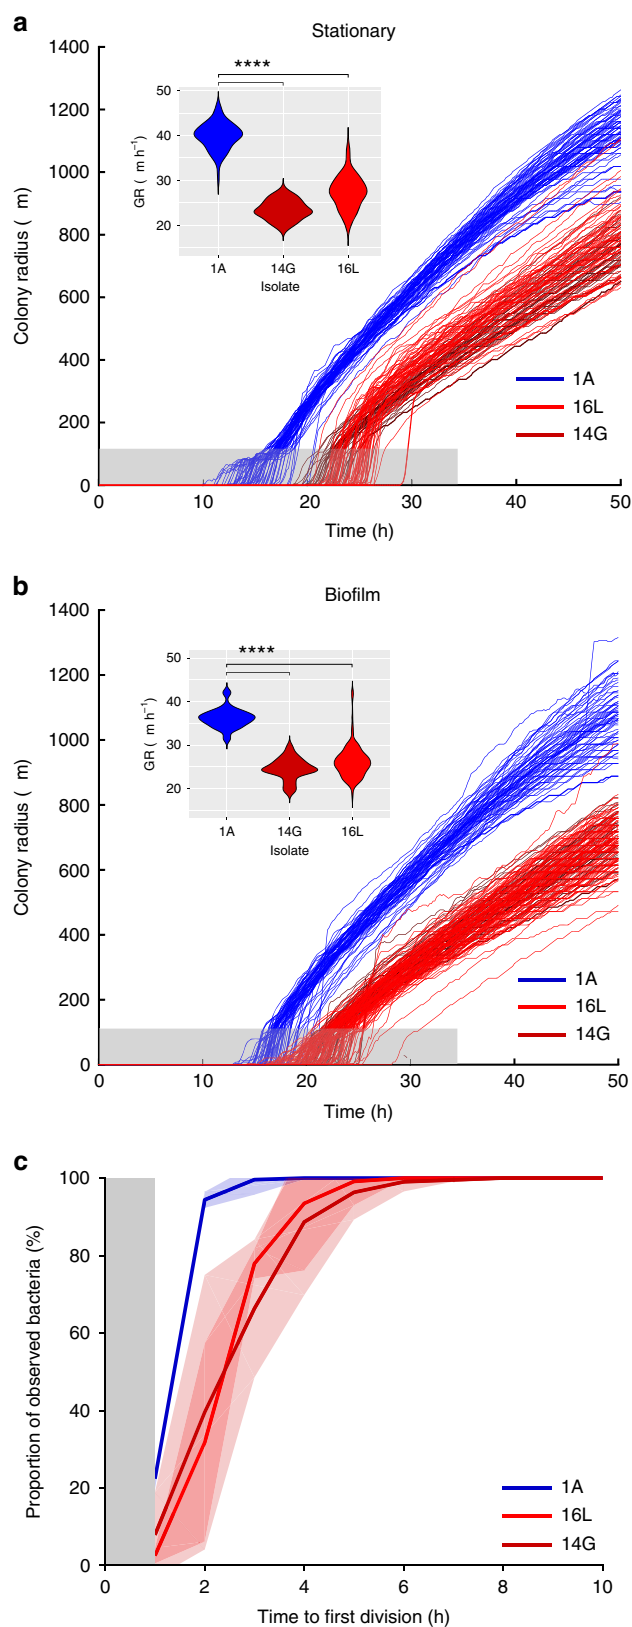 a
Stationary
1400
1200
1000
800
600
400
200
0
Colony radius ( m)
0 10 20 30 40 50
Time (h)
****
50
40
30
20
GR ( m h⁻¹)
1A 14G 16L
Isolate
1A
16L
14G
b
Biofilm
1400
1200
1000
800
600
400
200
0
Colony radius ( m)
0 10 20 30 40 50
Time (h)
****
50
40
30
20
GR ( m h⁻¹)
1A 14G 16L
Isolate
1A
16L
14G
c
100
80
60
40
20
0
Proportion of observed bacteria (%)
0 2 4 6 8 10
Time to first division (h)
1A
16L
14G